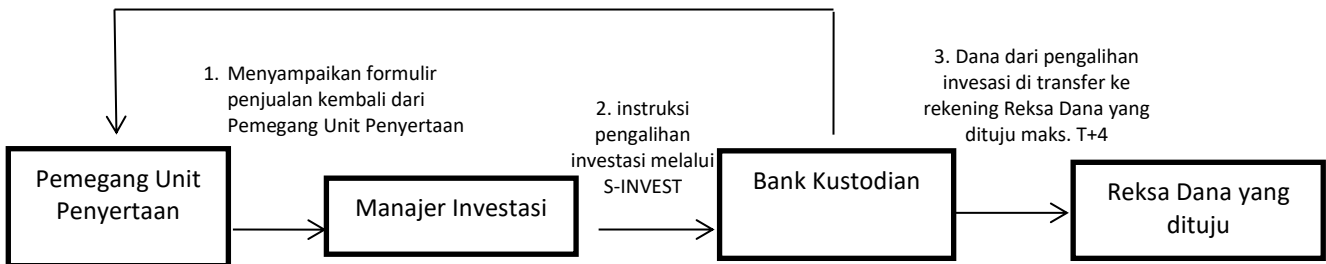 1. Menyampaikan formulir
penjualan kembali dari
Pemegang Unit Penyertaan
2. instruksi
pengalihan
investasi melalui
S-INVEST
3. Dana dari pengalihan
invesasi di transfer ke
rekening Reksa Dana yang
dituju maks. T+4
Pemegang Unit
Penyertaan
Manajer Investasi
Bank Kustodian
Reksa Dana yang
dituju